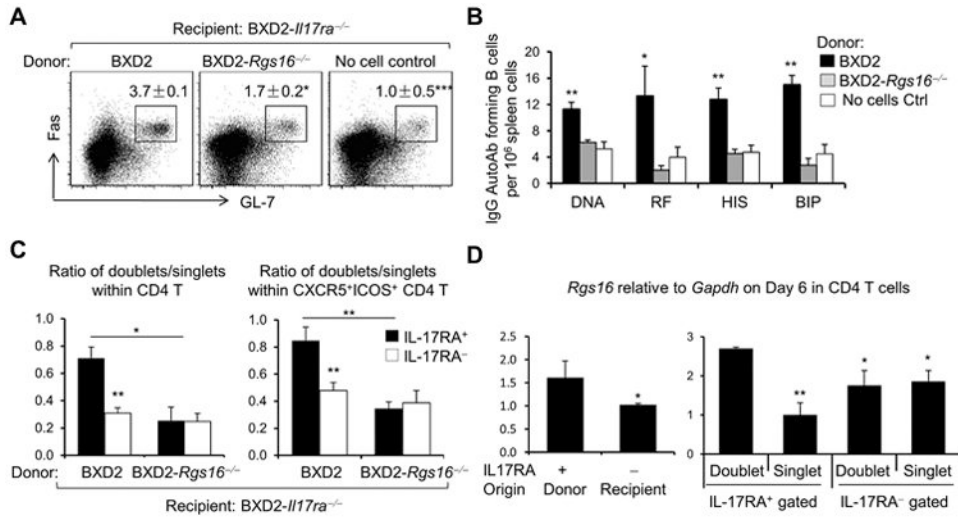 A
Recipient: BXD2-Il17ra−/−
Donor: BXD2 BXD2-Rgs16−/− No cell control
3.7±0.1 1.7±0.2* 1.0±0.5***
Fas
GL-7
B
IgG AutoAb forming B cells
per 10⁶ spleen cells
20
16
12
8
4
0
** * ** **
DNA RF HIS BIP
Donor:
BXD2
BXD2-Rgs16−/−
No cells Ctrl
C
Ratio of doublets/singlets
within CD4 T
1.0
0.8
0.6
0.4
0.2
0.0
*
**
Ratio of doublets/singlets
within CXCR5⁺ICOS⁺ CD4 T
1.0
0.8
0.6
0.4
0.2
0.0
**
**
IL-17RA⁺
IL-17RA−
Donor: BXD2 BXD2-Rgs16−/− BXD2 BXD2-Rgs16−/−
Recipient: BXD2-Il17ra−/−
D
Rgs16 relative to Gapdh on Day 6 in CD4 T cells
2.5
2.0
1.5
1.0
0.5
0.0
*
IL17RA + −
Origin Donor Recipient
3
2
1
0
** * *
Doublet Singlet Doublet Singlet
IL-17RA⁺ gated IL-17RA− gated